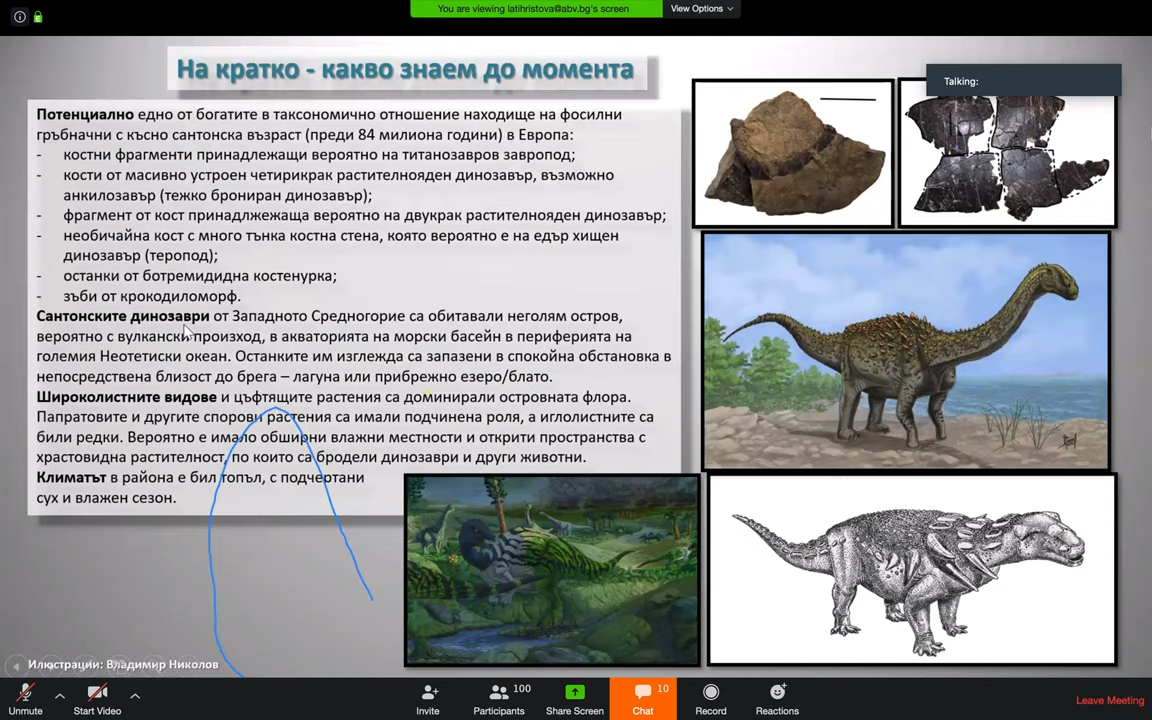 You are viewing latihristova@abv.bg's screen
View Options
Talking:
На кратко - какво знаем до момента
Потенциално едно от богатите в таксономично отношение находище на фосилни
гръбначни с късно сантонска възраст (преди 84 милиона години) в Европа:
- костни фрагменти принадлежащи вероятно на титанозавров завропод;
- кости от масивно устроен четирикрак растителнояден динозавър, възможно
анкилозавър (тежко брониран динозавър);
- фрагмент от кост принадлжежаща вероятно на двукрак растителнояден динозавър;
- необичайна кост с много тънка костна стена, която вероятно е на едър хищен
динозавър (теропод);
- останки от ботремидидна костенурка;
- зъби от крокодиломорф.
Сантонските динозаври от Западното Средногорие са обитавали неголям остров,
вероятно с вулкански произход, в акваторията на морски басейн в периферията на
големия Неотетиски океан. Останките им изглежда са запазени в спокойна обстановка в
непосредствена близост до брега – лагуна или прибрежно езеро/блато.
Широколистните видове и цъфтящите растения са доминирали островната флора.
Папратовите и другите спорови растения са имали подчинена роля, а иглолистните са
били редки. Вероятно е имало обширни влажни местности и открити пространства с
храстовидна растителност, по които са бродели динозаври и други животни.
Климатът в района е бил топъл, с подчертани
сух и влажен сезон.
Илюстрации: Владимир Николов
Unmute
Start Video
Invite
Participants 100
Share Screen
Chat 10
Record
Reactions
Leave Meeting